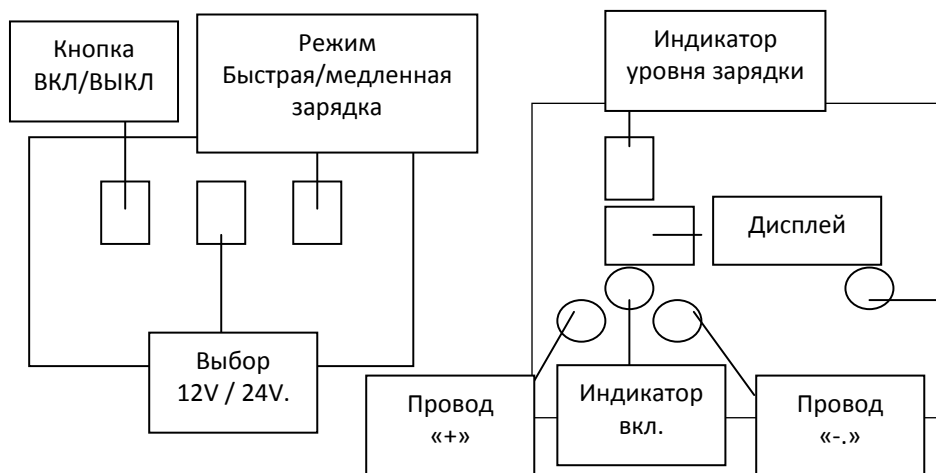 Кнопка
ВКЛ/ВЫКЛ
Режим
Быстрая/медленная
зарядка
Индикатор
уровня зарядки
Дисплей
Выбор
12V / 24V.
Провод
«+»
Индикатор
вкл.
Провод
«-.»